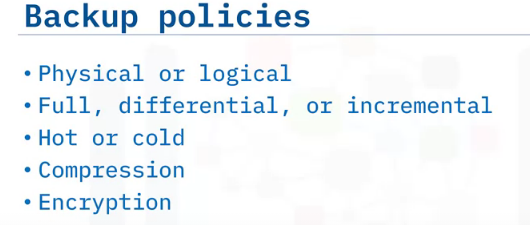 Backup policies
• Physical or logical
• Full, differential, or incremental
• Hot or cold
• Compression
• Encryption